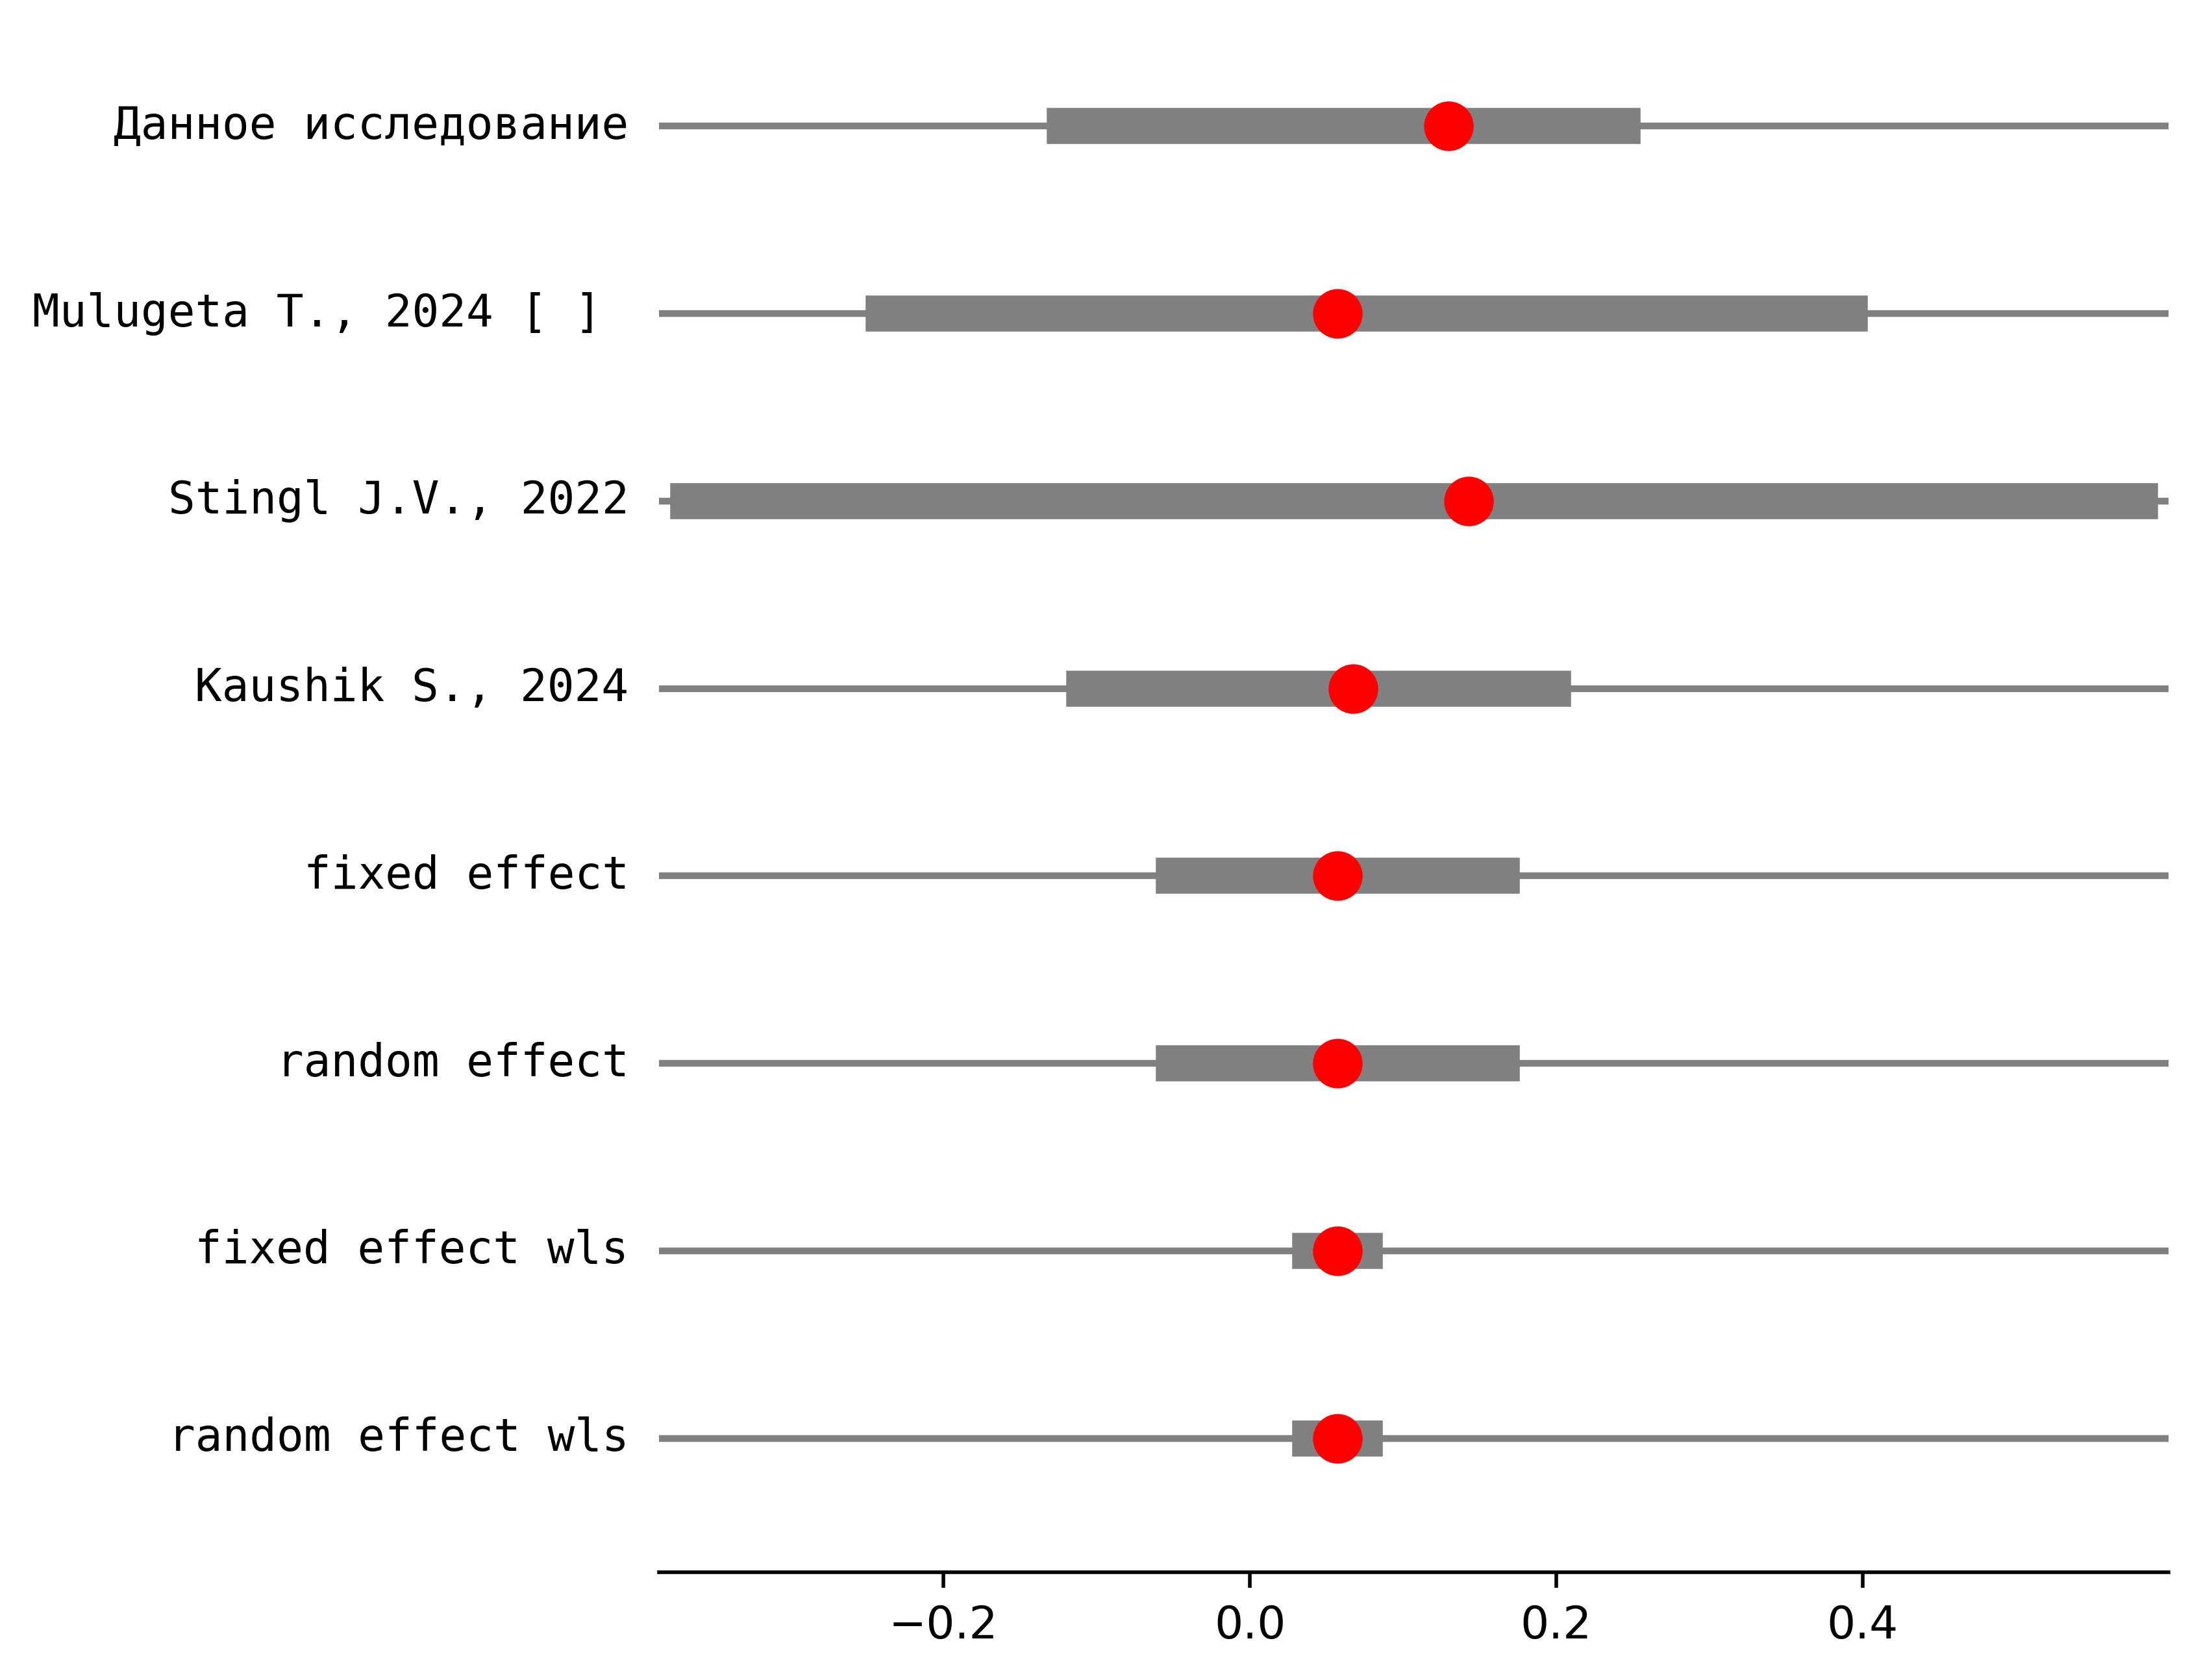 Данное исследование
Mulugeta T., 2024 [ ]
Stingl J.V., 2022
Kaushik S., 2024
fixed effect
random effect
fixed effect wls
random effect wls
−0.2 0.0 0.2 0.4